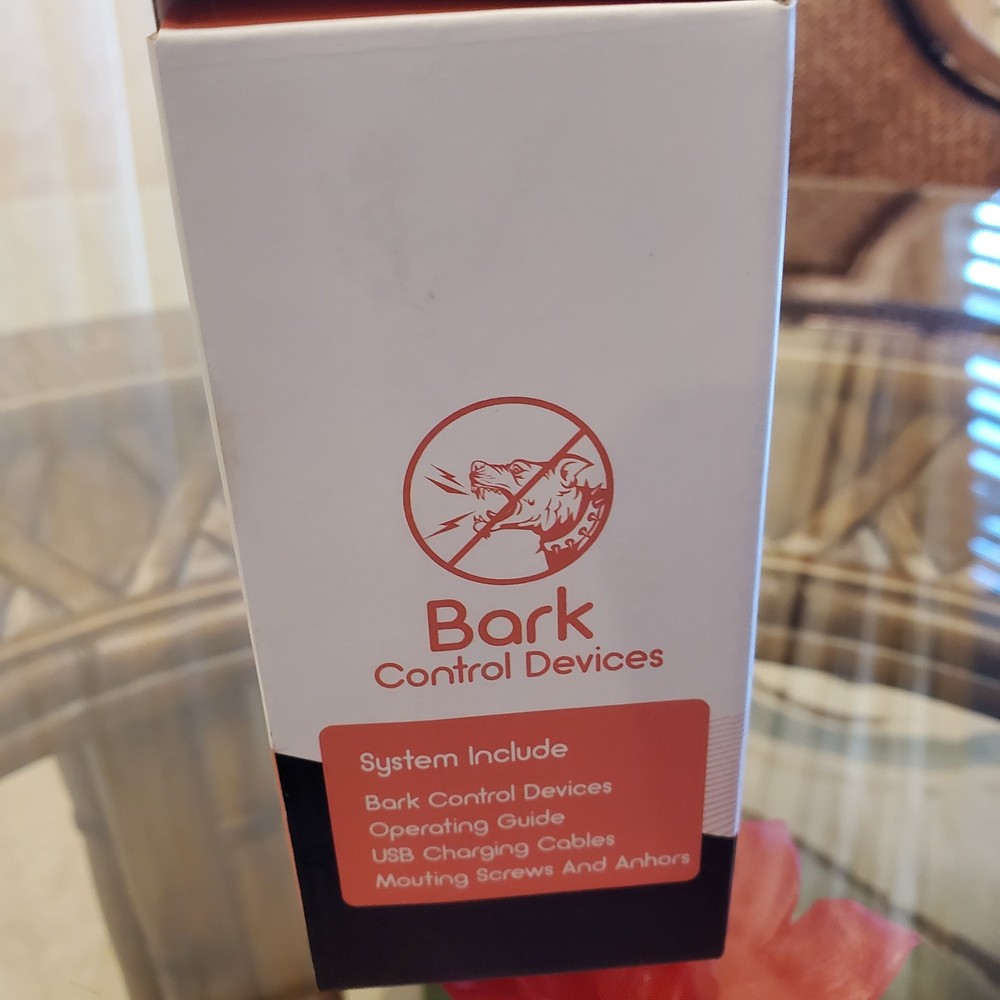 Bark
Control Devices
System Include
Bark Control Devices
Operating Guide
USB Charging Cables
Mouting Screws And Anhors